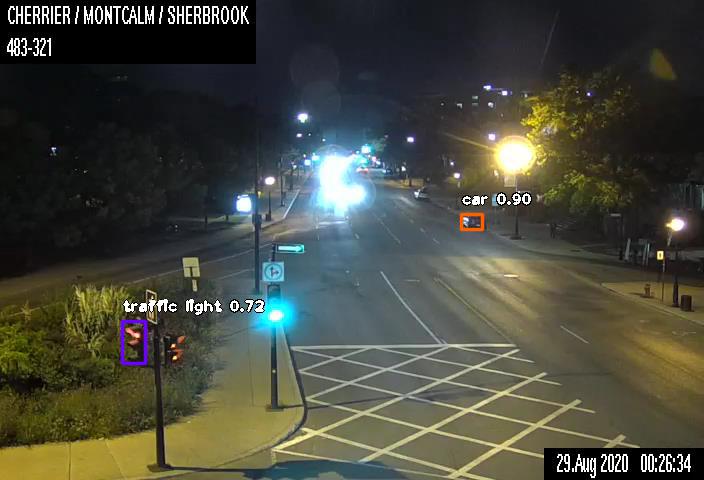 CHERRIER / MONTCALM / SHERBROOK
483-321
car 0.90
traffic light 0.72
29.Aug 2020 00:26:34